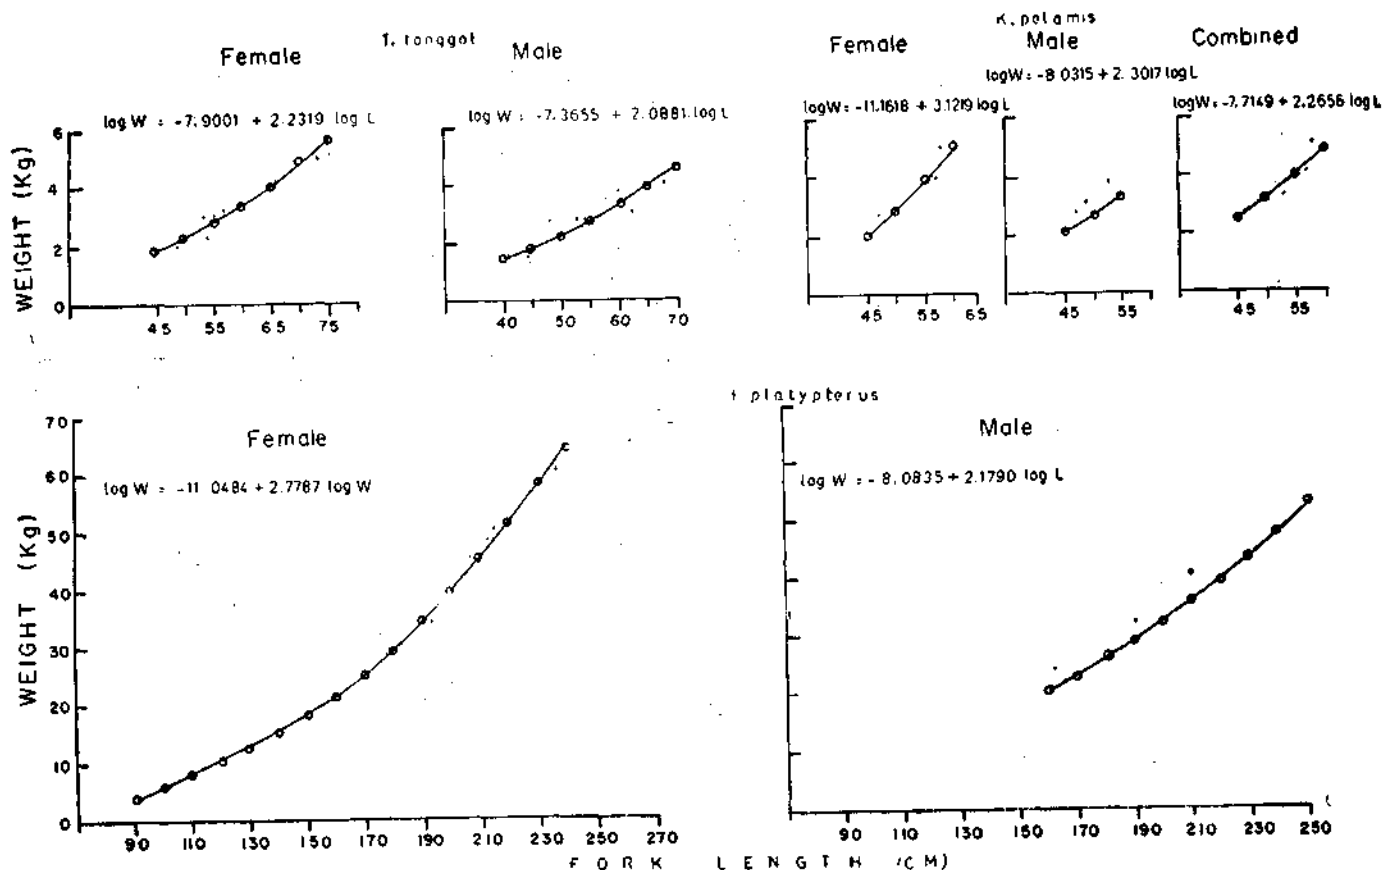 T. tonggol
K. pelamis
Female
Male
Female
Male
Combined
log W = -7.9001 + 2.2319 log L
log W = -7.3655 + 2.0881 log L
log W = -11.1618 + 3.1219 log L
log W = -8.0315 + 2.3017 log L
log W = -7.7149 + 2.2656 log L
WEIGHT (Kg)
6
4
2
0
45 55 65 75
40 50 60 70
45 55 65
45 55
45 55
platypterus
Female
Male
log W = -11.0484 + 2.7787 log W
log W = -8.0835 + 2.1790 log L
WEIGHT (Kg)
70
60
50
40
30
20
10
0
90 110 130 150 170 190 210 230 250 270
90 110 130 150 170 190 210 230 250
FORK LENGTH (CM)